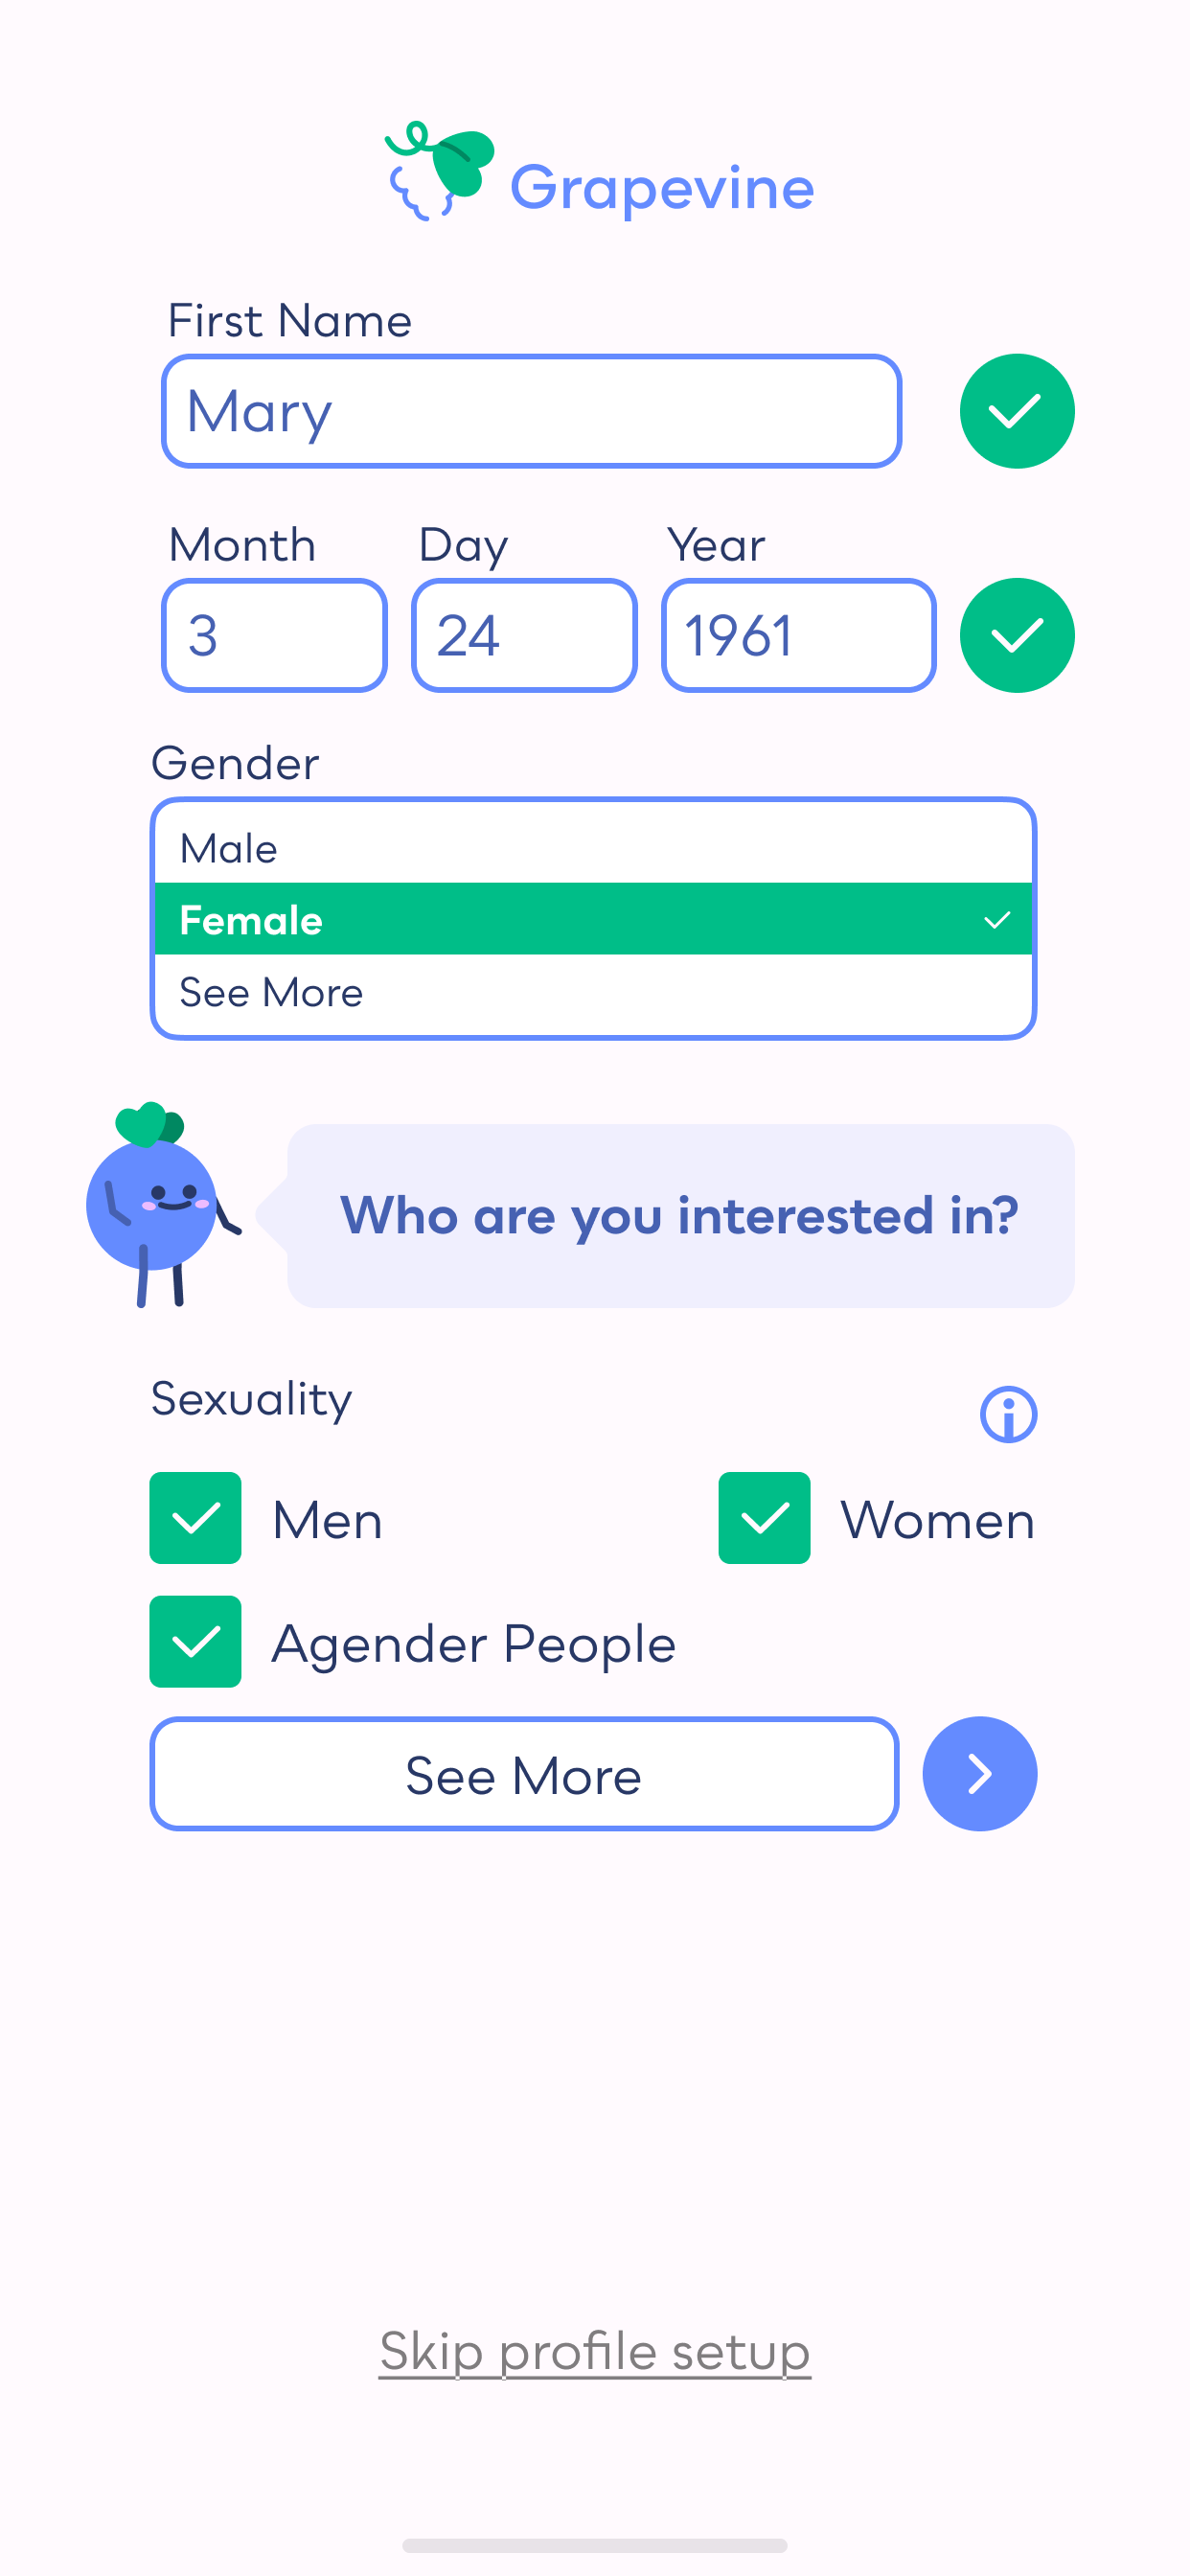 Grapevine
First Name
Mary
Month Day Year
3 24 1961
Gender
Male
Female
See More
Who are you interested in?
Sexuality
Men Women
Agender People
See More
Skip profile setup